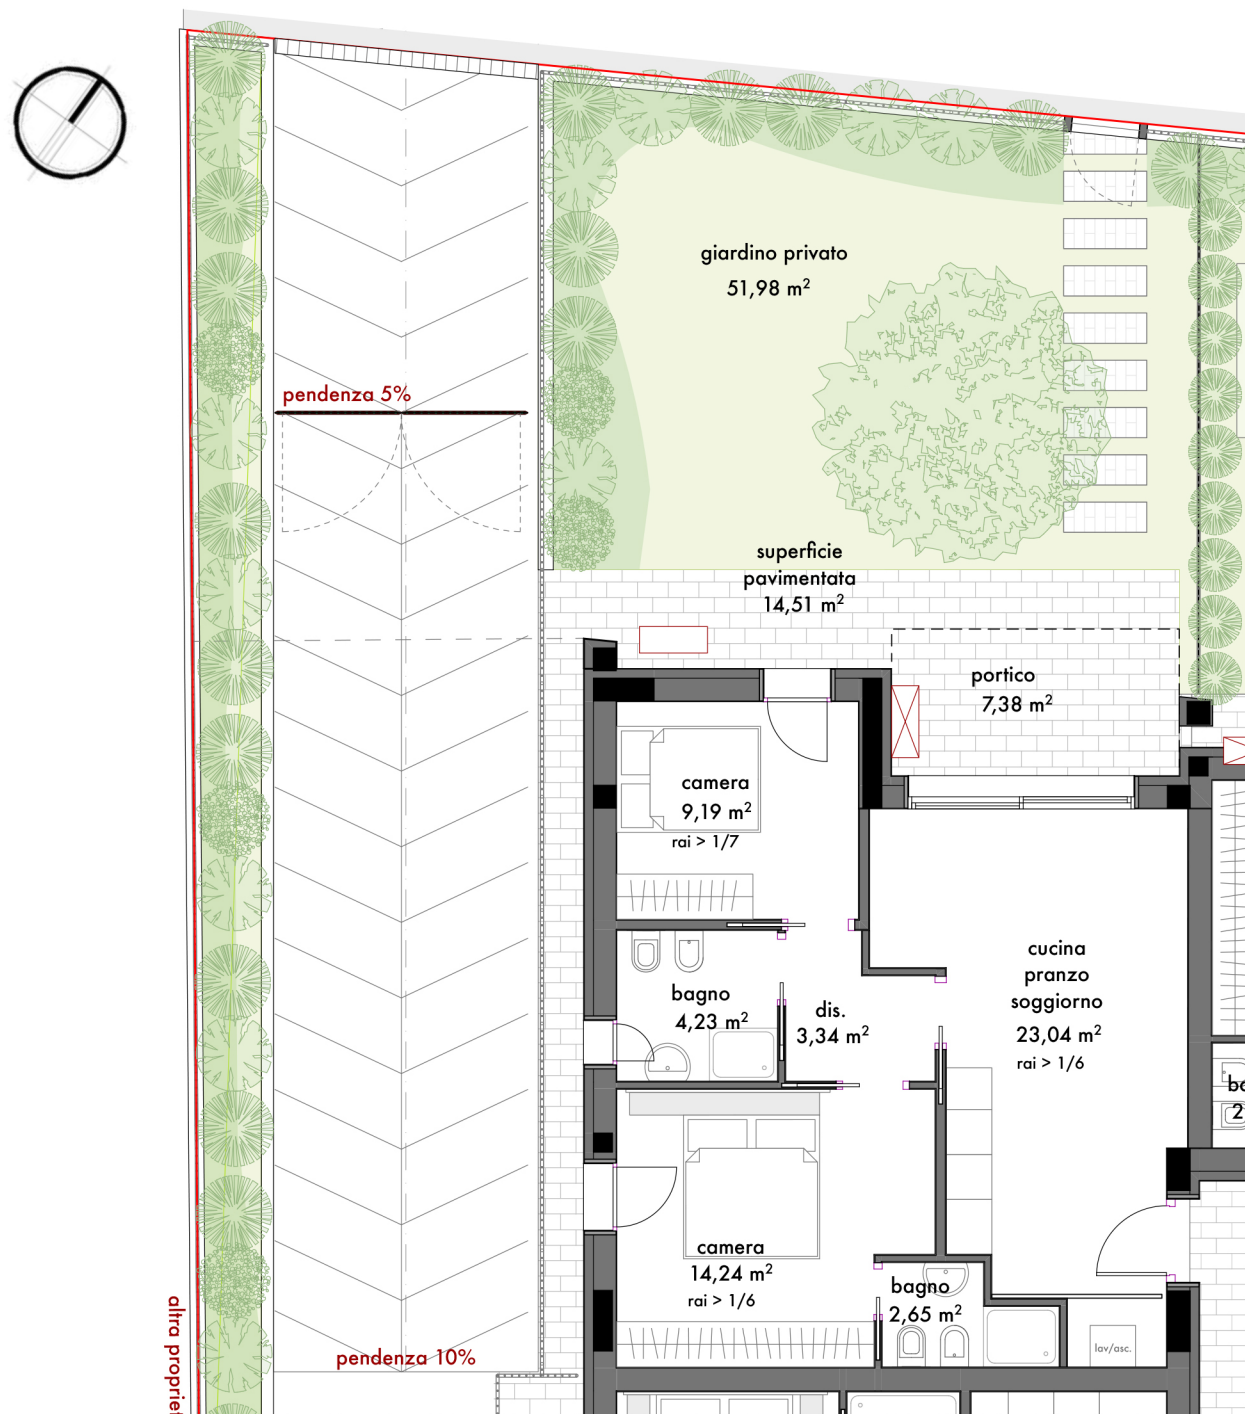 giardino privato
51,98 m²
pendenza 5%
superficie
pavimentata
14,51 m²
portico
7,38 m²
camera
9,19 m²
rai > 1/7
cucina
pranzo
soggiorno
23,04 m²
rai > 1/6
bagno
4,23 m²
dis.
3,34 m²
camera
14,24 m²
rai > 1/6
bagno
2,65 m²
lav/asc.
pendenza 10%
altra